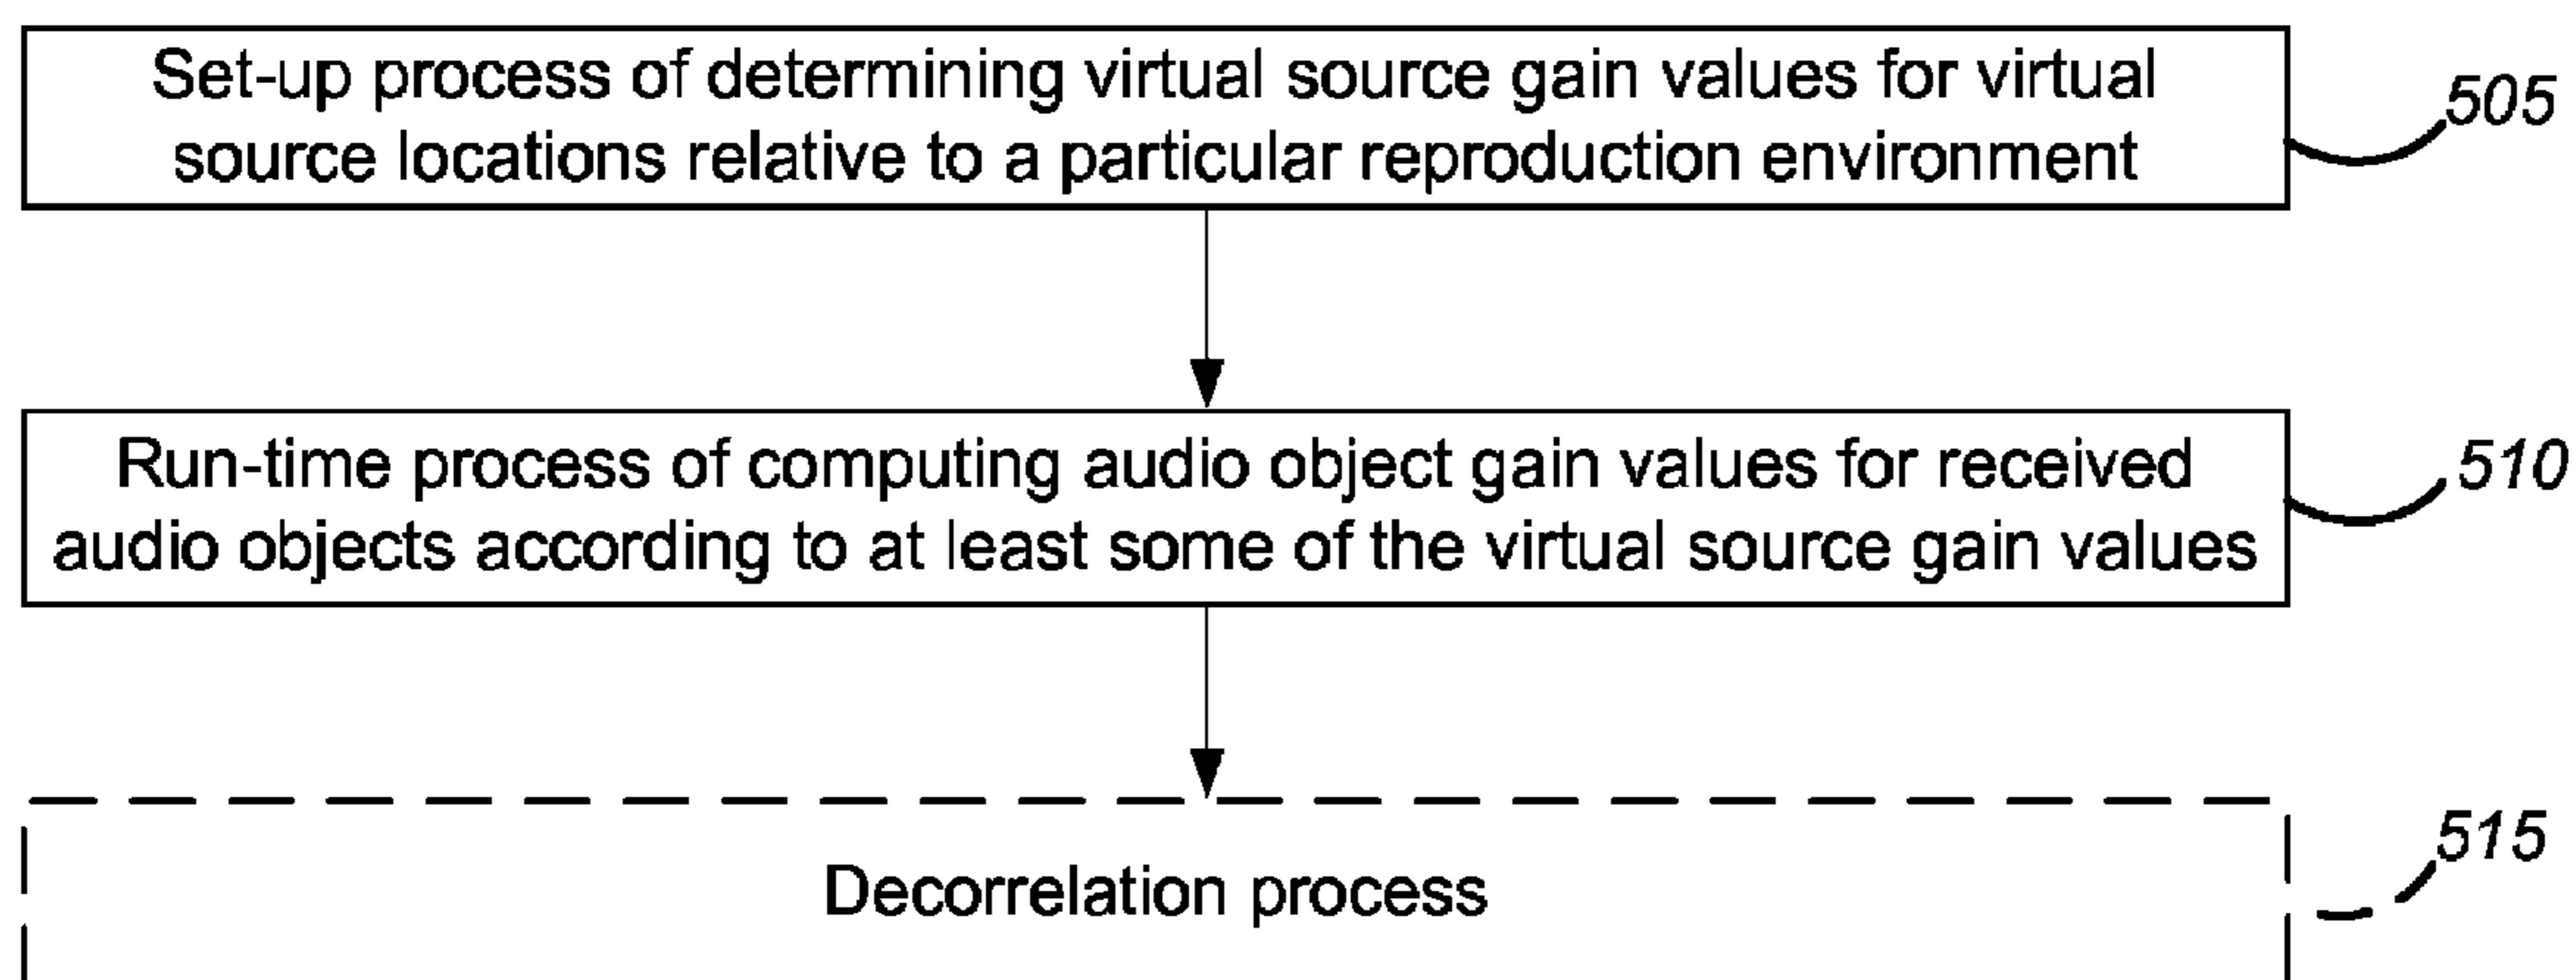 Set-up process of determining virtual source gain values for virtual
source locations relative to a particular reproduction environment
505
Run-time process of computing audio object gain values for received
audio objects according to at least some of the virtual source gain values
510
Decorrelation process
515